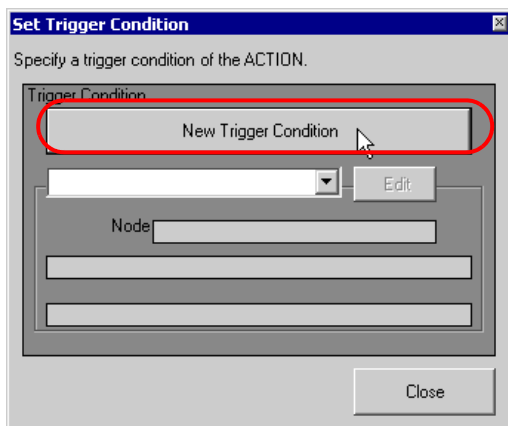 Set Trigger Condition
Specify a trigger condition of the ACTION.
Trigger Condition
New Trigger Condition
Edit
Node
Close